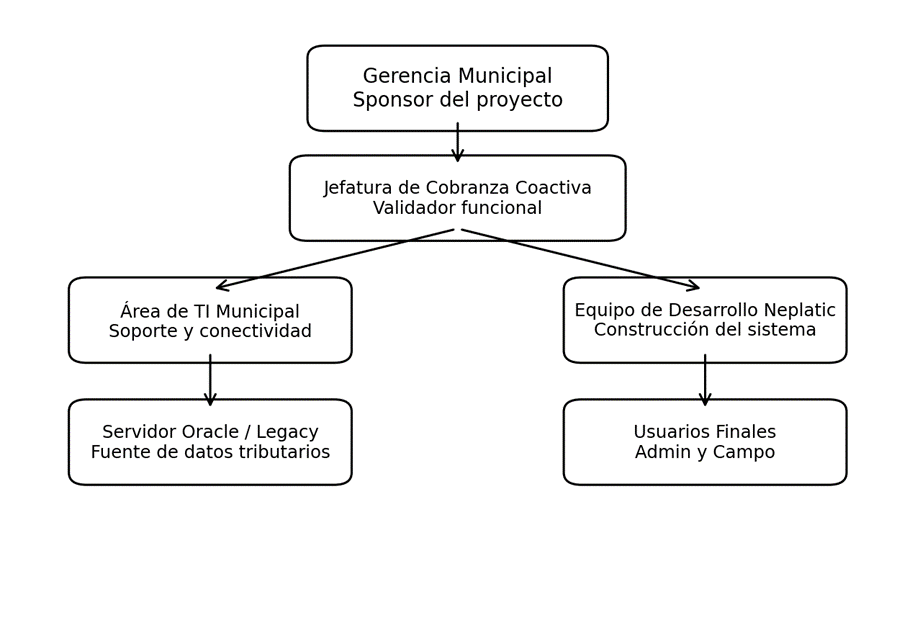 Gerencia Municipal
Sponsor del proyecto
Jefatura de Cobranza Coactiva
Validador funcional
Área de TI Municipal
Soporte y conectividad
Equipo de Desarrollo Neplatic
Construcción del sistema
Servidor Oracle / Legacy
Fuente de datos tributarios
Usuarios Finales
Admin y Campo